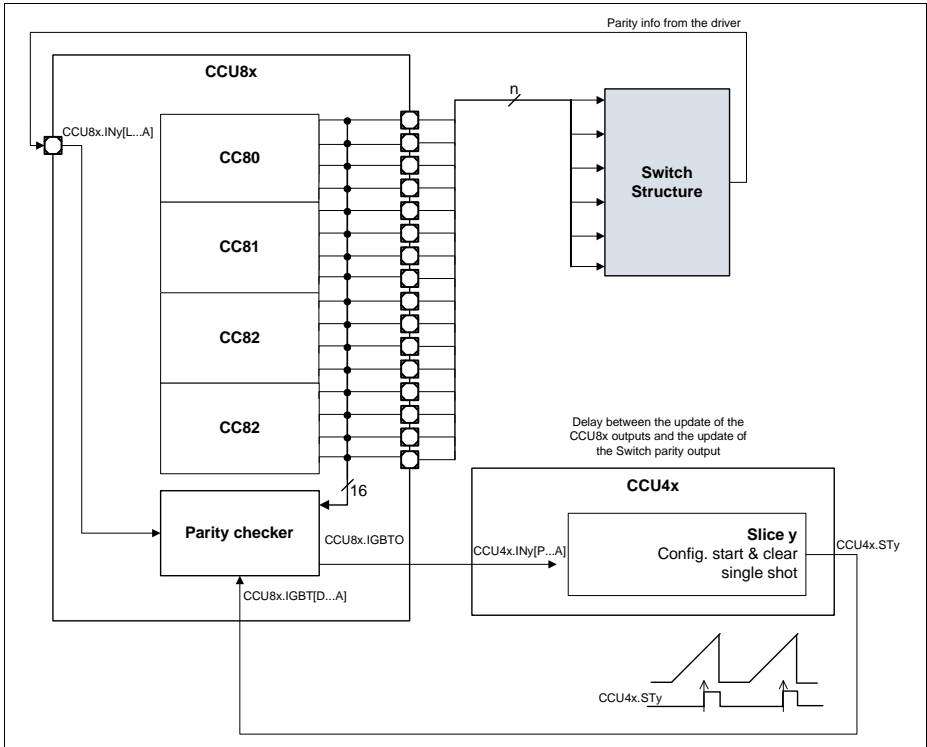 Parity info from the driver
CCU8x
n
CCU8x.INy[L...A]
CC80
Switch
Structure
CC81
CC82
CC82
Delay between the update of the
CCU8x outputs and the update of
the Switch parity output
16
CCU4x
Parity checker
CCU8x.IGBTO
Slice y
Config. start & clear
single shot
CCU4x.INy[P...A]
CCU4x.STy
CCU8x.IGBT[D...A]
CCU4x.STy